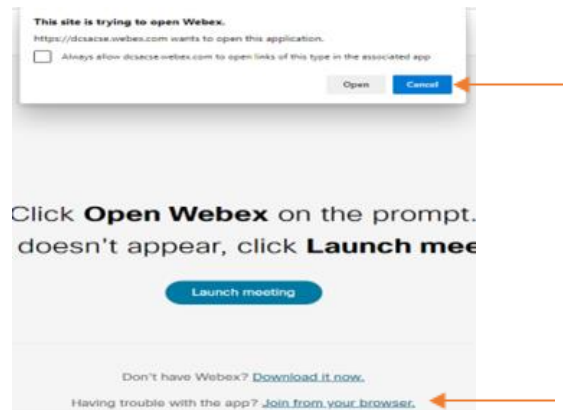 This site is trying to open Webex.
https://dcsacse.webex.com wants to open this application.
Always allow dcsacse.webex.com to open links of this type in the associated app
Open Cancel
Click Open Webex on the prompt.
doesn't appear, click Launch mee
Launch meeting
Don't have Webex? Download it now.
Having trouble with the app? Join from your browser.